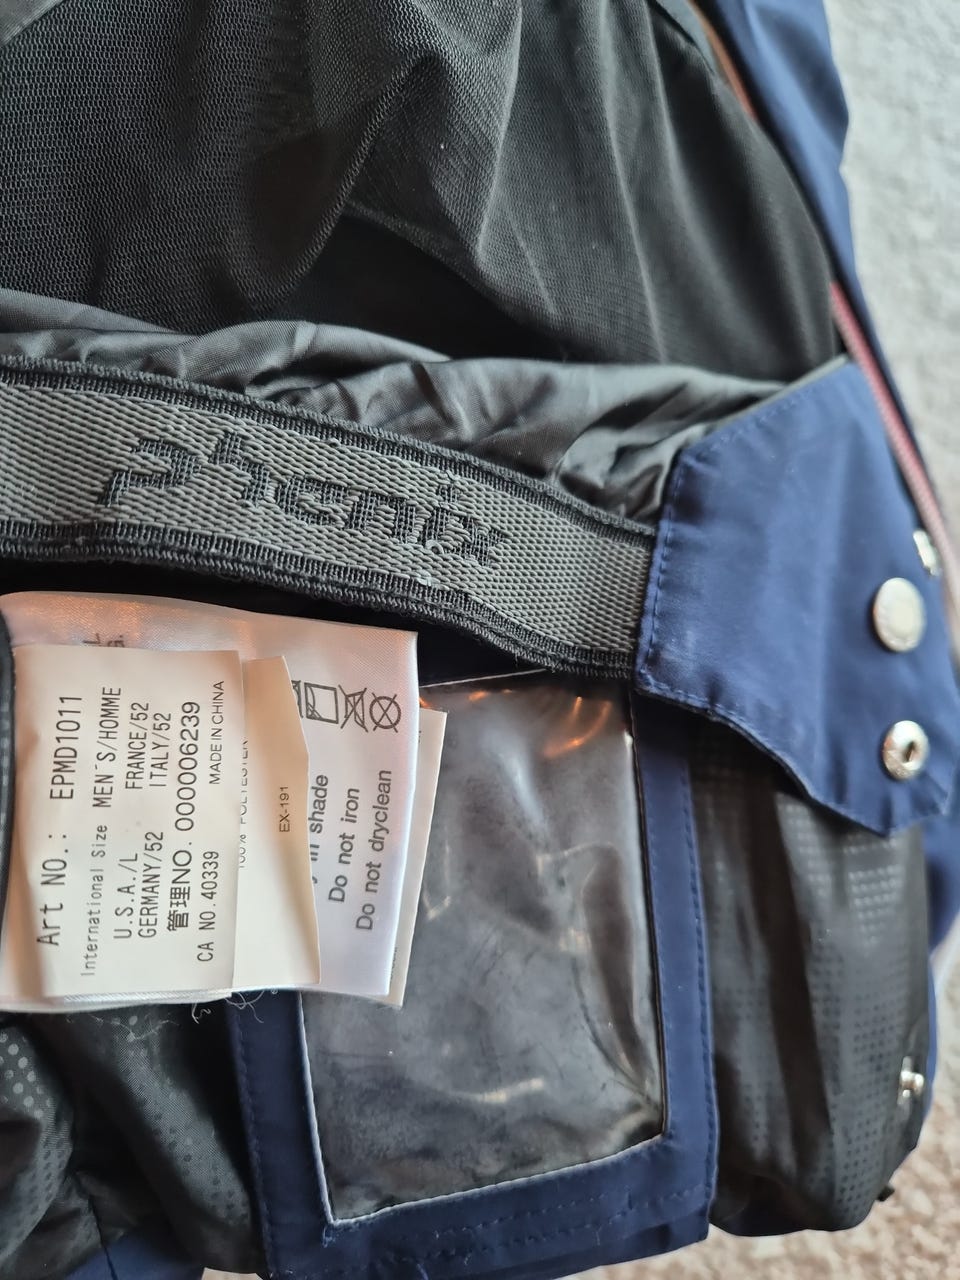 phenix
Art NO.: EPMD1011
International Size MEN'S/HOMME
U.S.A./L FRANCE/52
GERMANY/52 ITALY/52
管理NO. 000006239
CA NO.40339 MADE IN CHINA
100% POLYESTER
EX-191
in shade
Do not iron
Do not dryclean